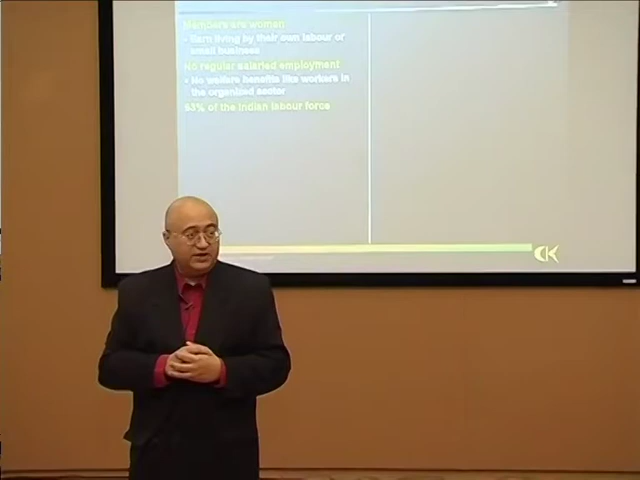 Members are women
- Earn living by their own labour or
small business
No regular salaried employment
- No welfare benefits like workers in
the organized sector
93% of the Indian labour force
CK